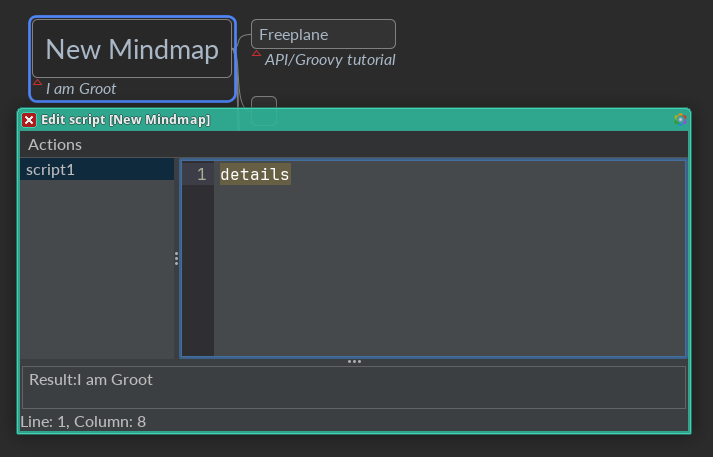 New Mindmap
I am Groot
Freeplane
API/Groovy tutorial
Edit script [New Mindmap]
Actions
script1
1 details
Result:I am Groot
Line: 1, Column: 8